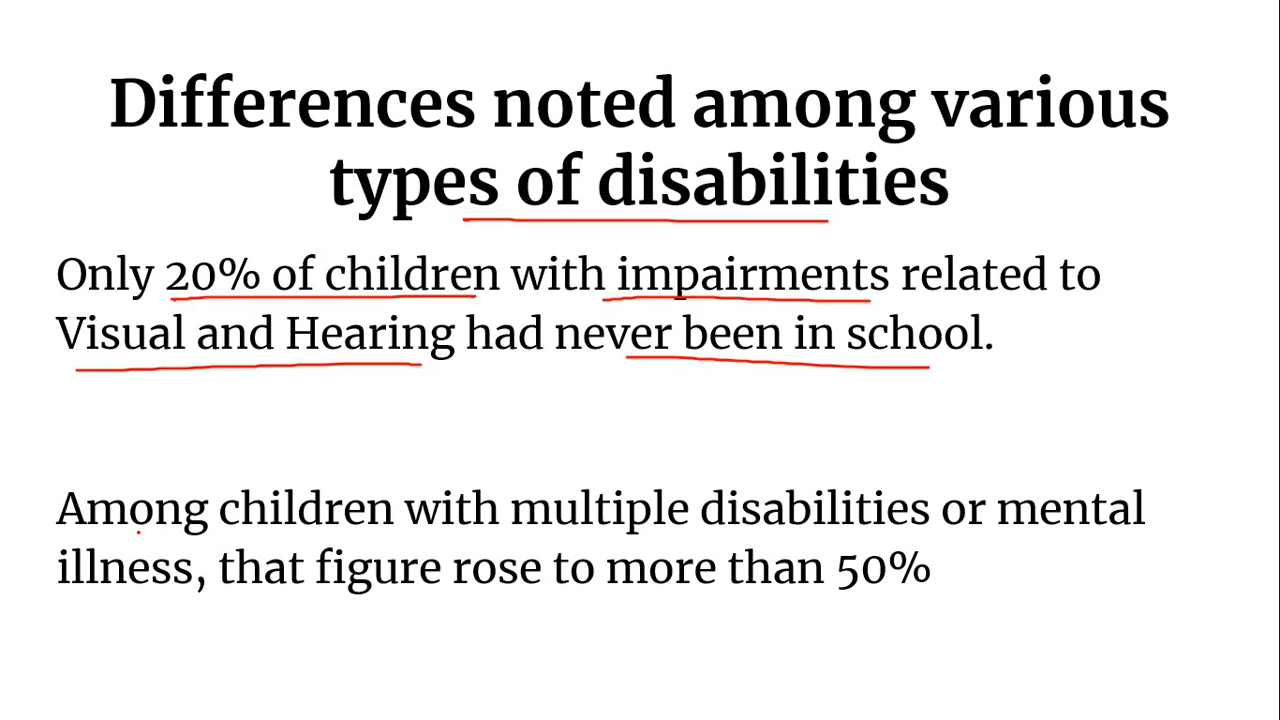 Differences noted among various
types of disabilities
Only 20% of children with impairments related to
Visual and Hearing had never been in school.
Among children with multiple disabilities or mental
illness, that figure rose to more than 50%